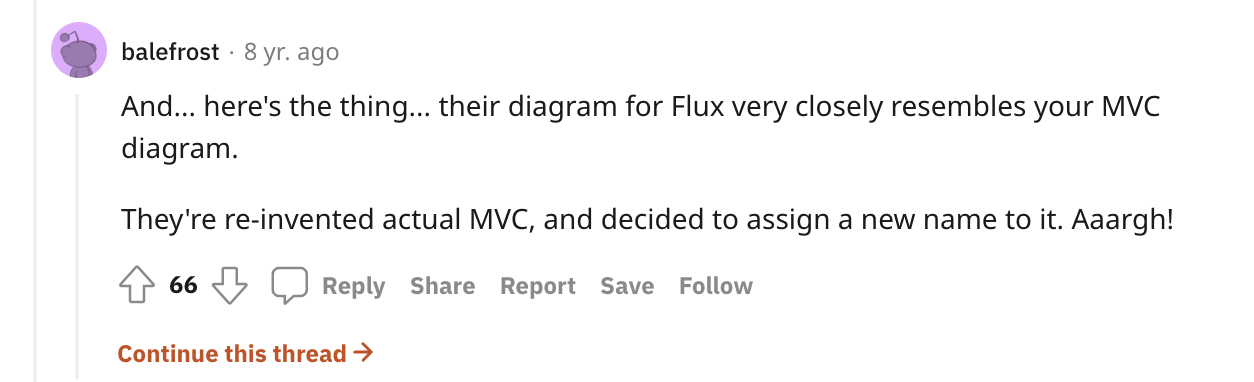 balefrost · 8 yr. ago
And... here's the thing... their diagram for Flux very closely resembles your MVC
diagram.
They're re-invented actual MVC, and decided to assign a new name to it. Aaargh!
66 Reply Share Report Save Follow
Continue this thread →